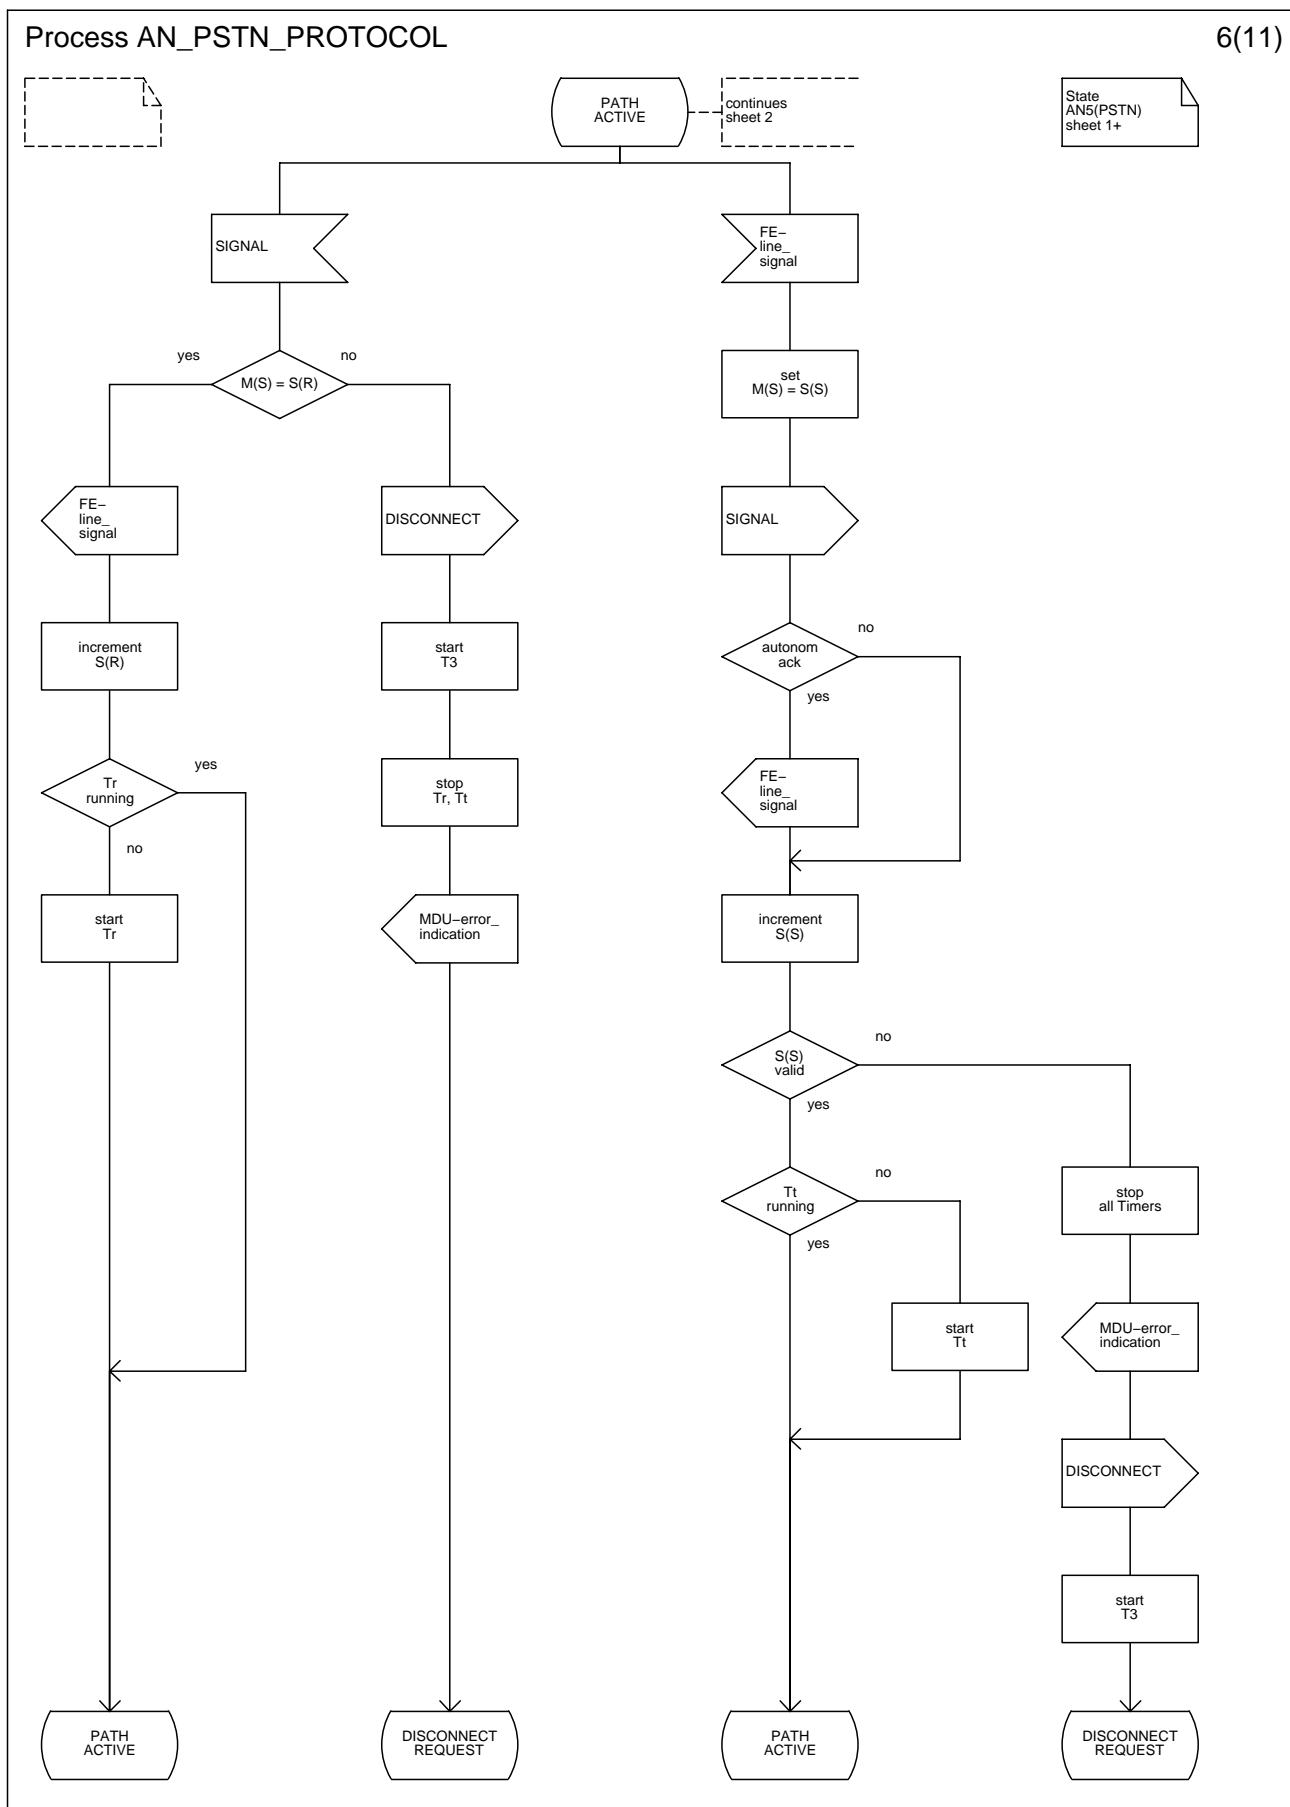 Process AN_PSTN_PROTOCOL
6(11)
PATH
ACTIVE
continues
sheet 2
State
AN5(PSTN)
sheet 1+
SIGNAL
FE–
line_
signal
yes
no
M(S) = S(R)
set
M(S) = S(S)
FE–
line_
signal
DISCONNECT
SIGNAL
increment
S(R)
start
T3
autonom
ack
no
yes
Tr
running
yes
no
stop
Tr, Tt
FE–
line_
signal
start
Tr
MDU–error_
indication
increment
S(S)
S(S)
valid
no
yes
Tt
running
no
yes
stop
all Timers
start
Tt
MDU–error_
indication
DISCONNECT
start
T3
PATH
ACTIVE
DISCONNECT
REQUEST
PATH
ACTIVE
DISCONNECT
REQUEST